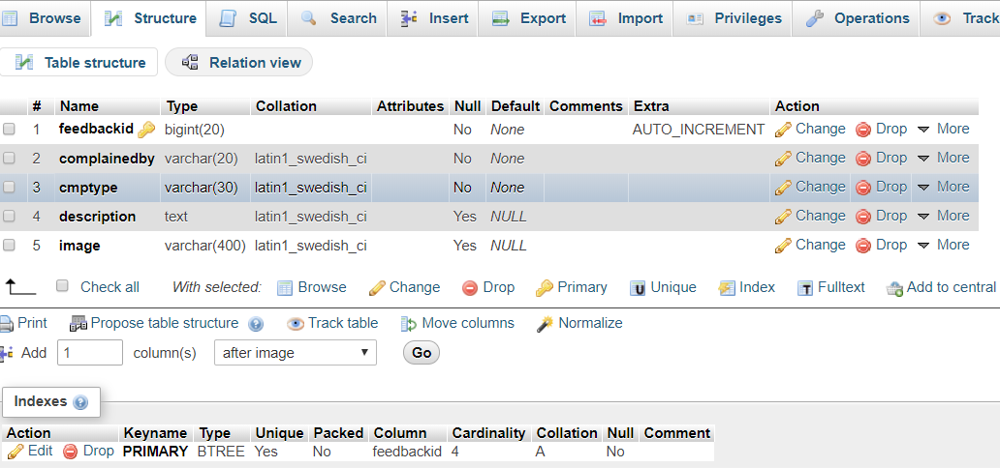 Browse Structure SQL Search Insert Export Import Privileges Operations Track
Table structure Relation view
# Name Type Collation Attributes Null Default Comments Extra Action
1 feedbackid bigint(20) No None AUTO_INCREMENT Change Drop More
2 complainedby varchar(20) latin1_swedish_ci No None Change Drop More
3 cmptype varchar(30) latin1_swedish_ci No None Change Drop More
4 description text latin1_swedish_ci Yes NULL Change Drop More
5 image varchar(400) latin1_swedish_ci Yes NULL Change Drop More
Check all With selected: Browse Change Drop Primary Unique Index Fulltext Add to central
Print Propose table structure Track table Move columns Normalize
Add 1 column(s) after image Go
Indexes
Action Keyname Type Unique Packed Column Cardinality Collation Null Comment
Edit Drop PRIMARY BTREE Yes No feedbackid 4 A No